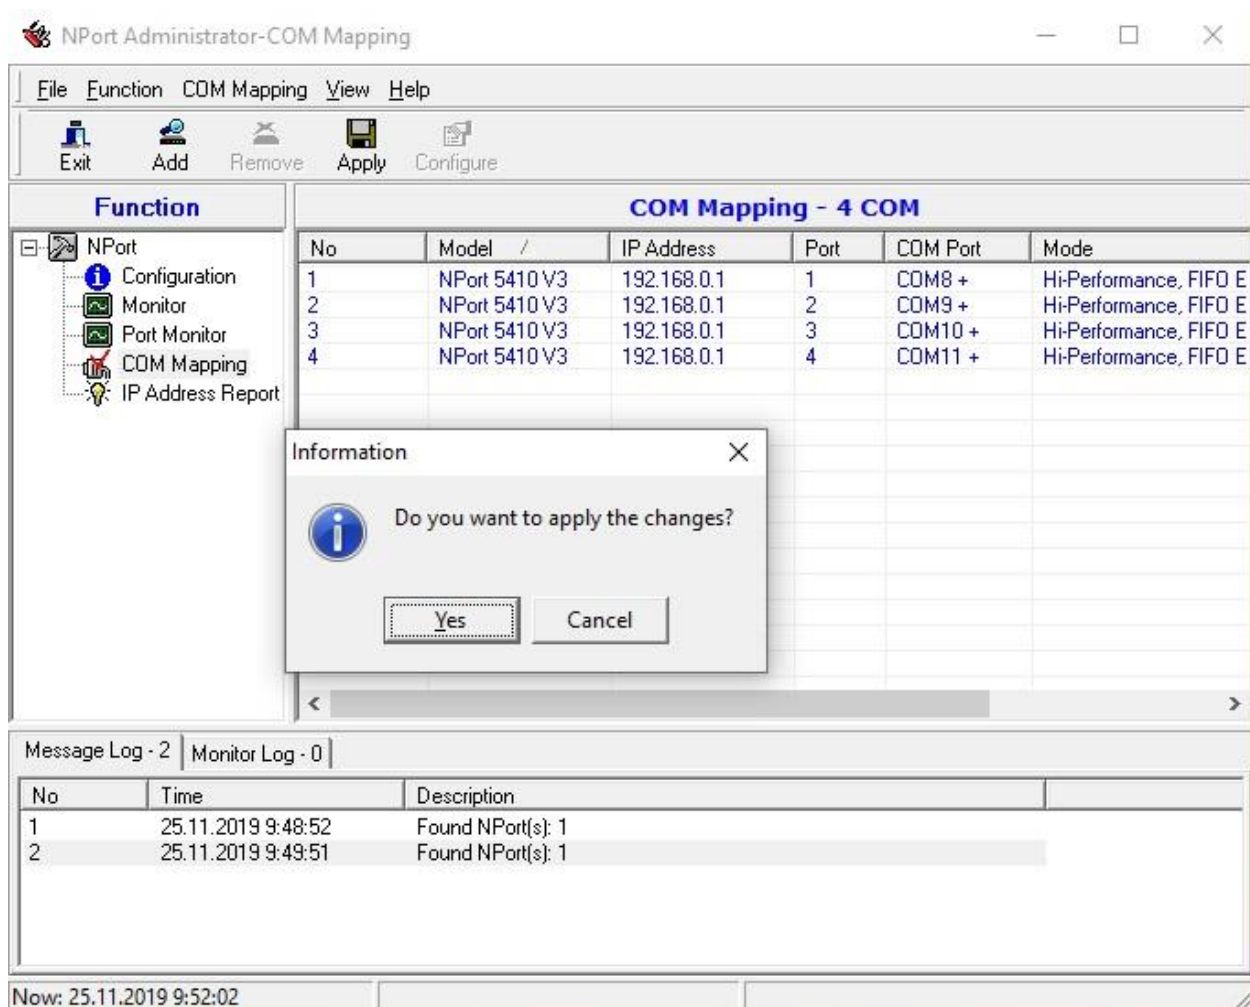 NPort Administrator-COM Mapping
File Function COM Mapping View Help
Exit Add Remove Apply Configure
Function
NPort
Configuration
Monitor
Port Monitor
COM Mapping
IP Address Report
COM Mapping - 4 COM
No Model IP Address Port COM Port Mode
1 NPort 5410 V3 192.168.0.1 1 COM8 + Hi-Performance, FIFO E
2 NPort 5410 V3 192.168.0.1 2 COM9 + Hi-Performance, FIFO E
3 NPort 5410 V3 192.168.0.1 3 COM10 + Hi-Performance, FIFO E
4 NPort 5410 V3 192.168.0.1 4 COM11 + Hi-Performance, FIFO E
Information
Do you want to apply the changes?
Yes Cancel
Message Log - 2 Monitor Log - 0
No Time Description
1 25.11.2019 9:48:52 Found NPort(s): 1
2 25.11.2019 9:49:51 Found NPort(s): 1
Now: 25.11.2019 9:52:02